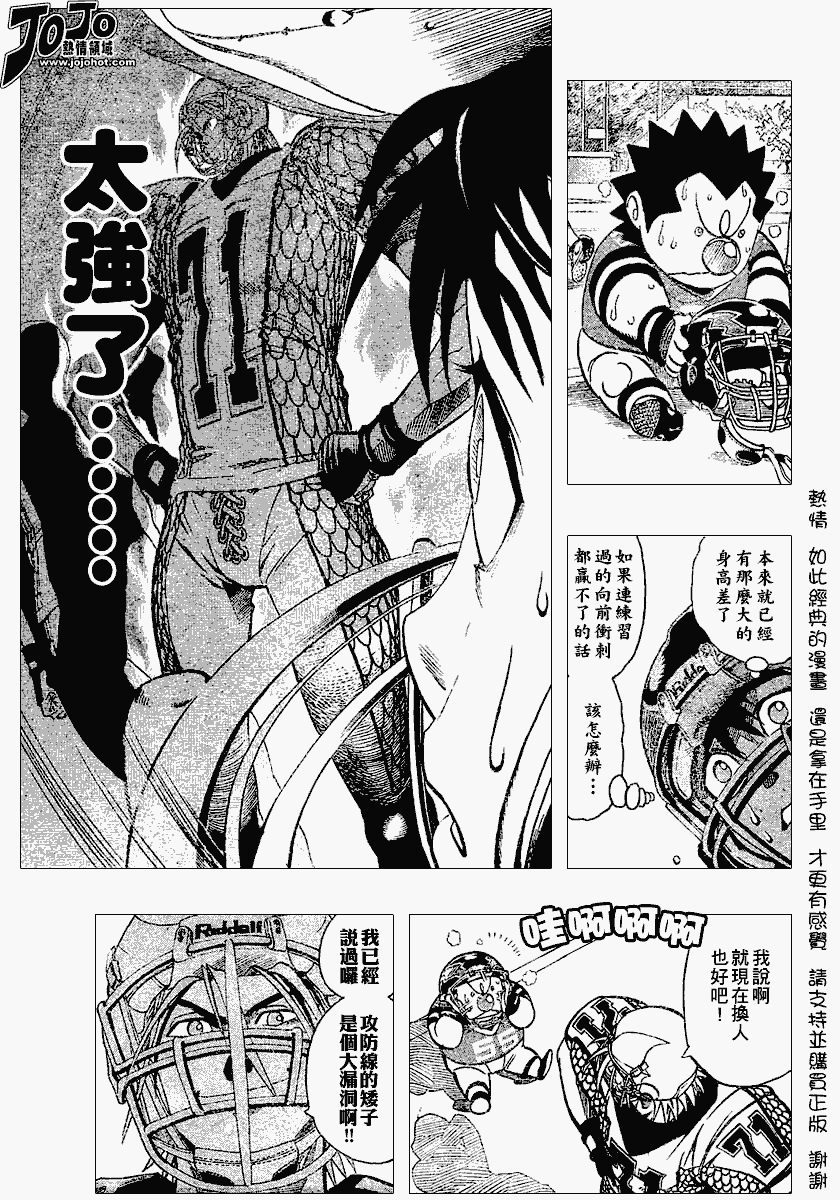 JOJO
熱情領域
www.jojohot.com
太強了……
71
本來就已經
有那麼大的
身高差了
如果連練習
過的向前衝刺
都贏不了的話
該怎麼辦…
Riddell
哇啊啊啊
我說啊
就現在換人
也好吧！
55
71
71
我已經
說過囉
攻防線的矮子
是個大漏洞啊!!
Riddell
熱情 如此經典的漫畫 還是拿在手里 才更有感覺 請支持並購買正版 謝謝